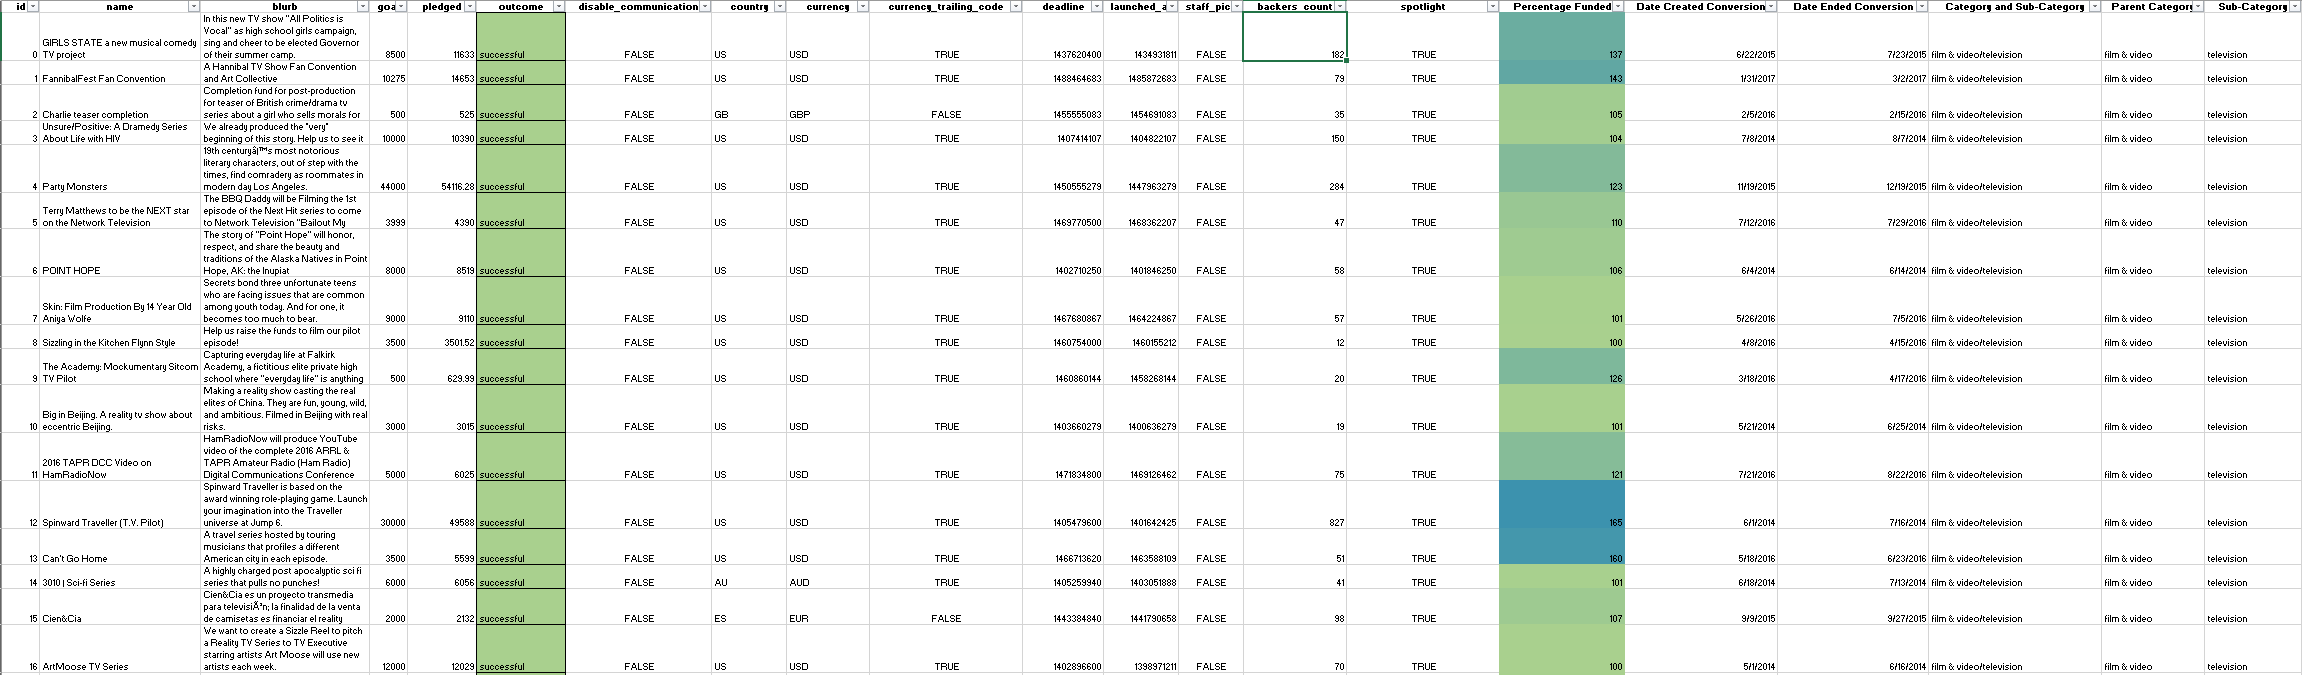 id name blurb goa pledged outcome disable_communication country currency currency_trailing_code deadline launched_a staff_pic backers_count spotlight Percentage Funded Date Created Conversion Date Ended Conversion Category and Sub-Category Parent Category Sub-Category
In this new TV show "All Politics is
Vocal" as high school girls campaign,
GIRLS STATE a new musical comedy sing and cheer to be elected Governor
0 TV project of their summer camp. 8500 11633 successful FALSE US USD TRUE 1437620400 1434931811 FALSE 182 TRUE 137 6/22/2015 7/23/2015 film & video/television film & video television
A Hannibal TV Show Fan Convention
1 FannibalFest Fan Convention and Art Collective 10275 14653 successful FALSE US USD TRUE 1488464683 1485872683 FALSE 79 TRUE 143 1/31/2017 3/2/2017 film & video/television film & video television
Completion fund for post-production
for teaser of British crime/drama tv
2 Charlie teaser completion series about a girl who sells morals for 500 525 successful FALSE GB GBP FALSE 1455555083 1454691083 FALSE 35 TRUE 105 2/5/2016 2/15/2016 film & video/television film & video television
Unsure/Positive: A Dramedy Series We already produced the "very"
3 About Life with HIV beginning of this story. Help us to see it 10000 10390 successful FALSE US USD TRUE 1407414107 1404822107 FALSE 150 TRUE 104 7/8/2014 8/7/2014 film & video/television film & video television
19th centuryâ¦™s most notorious
literary characters, out of step with the
times, find comradery as roommates in
4 Party Monsters modern day Los Angeles. 44000 54116.28 successful FALSE US USD TRUE 1450555279 1447963279 FALSE 284 TRUE 123 11/19/2015 12/19/2015 film & video/television film & video television
The BBQ Daddy will be Filming the 1st
Terry Matthews to be the NEXT star episode of the Next Hit series to come
5 on the Network Television to Network Television "Bailout My 3999 4390 successful FALSE US USD TRUE 1469770500 1468362207 FALSE 47 TRUE 110 7/12/2016 7/29/2016 film & video/television film & video television
The story of "Point Hope" will honor,
respect, and share the beauty and
traditions of the Alaska Natives in Point
6 POINT HOPE Hope, AK: the Inupiat 8000 8519 successful FALSE US USD TRUE 1402710250 1401846250 FALSE 58 TRUE 106 6/4/2014 6/14/2014 film & video/television film & video television
Secrets bond three unfortunate teens
who are facing issues that are common
Skin: Film Production By 14 Year Old among youth today. And for one, it
7 Aniya Wolfe becomes too much to bear. 9000 9110 successful FALSE US USD TRUE 1467680867 1464224867 FALSE 57 TRUE 101 5/26/2016 7/5/2016 film & video/television film & video television
Help us raise the funds to film our pilot
8 Sizzling in the Kitchen Flynn Style episode! 3500 3501.52 successful FALSE US USD TRUE 1460754000 1460155212 FALSE 12 TRUE 100 4/8/2016 4/15/2016 film & video/television film & video television
Capturing everyday life at Falkirk
The Academy: Mockumentary Sitcom Academy, a fictitious elite private high
9 TV Pilot school where "everyday life" is anything 500 629.99 successful FALSE US USD TRUE 1460860144 1458268144 FALSE 20 TRUE 126 3/18/2016 4/17/2016 film & video/television film & video television
Making a reality show casting the real
elites of China. They are fun, young, wild,
Big in Beijing. A reality tv show about and ambitious. Filmed in Beijing with real
10 eccentric Beijing. risks. 3000 3015 successful FALSE US USD TRUE 1403660279 1400636279 FALSE 19 TRUE 101 5/21/2014 6/25/2014 film & video/television film & video television
HamRadioNow will produce YouTube
video of the complete 2016 ARRL &
2016 TAPR DCC Video on TAPR Amateur Radio (Ham Radio)
11 HamRadioNow Digital Communications Conference 5000 6025 successful FALSE US USD TRUE 1471834800 1469126462 FALSE 75 TRUE 121 7/21/2016 8/22/2016 film & video/television film & video television
Spinward Traveller is based on the
award winning role-playing game. Launch
your imagination into the Traveller
12 Spinward Traveller (T.V. Pilot) universe at Jump 6. 30000 49588 successful FALSE US USD TRUE 1405479600 1401642425 FALSE 827 TRUE 165 6/1/2014 7/16/2014 film & video/television film & video television
A travel series hosted by touring
musicians that profiles a different
13 Can't Go Home American city in each episode. 3500 5599 successful FALSE US USD TRUE 1466713620 1463588109 FALSE 51 TRUE 160 5/18/2016 6/23/2016 film & video/television film & video television
A highly charged post apocalyptic sci fi
14 3010 | Sci-fi Series series that pulls no punches! 6000 6056 successful FALSE AU AUD TRUE 1405259940 1403051888 FALSE 41 TRUE 101 6/18/2014 7/13/2014 film & video/television film & video television
Cien&Cia es un proyecto transmedia
para televisiÃ³n; la finalidad de la venta
15 Cien&Cia de camisetas es financiar el reality 2000 2132 successful FALSE ES EUR FALSE 1443384840 1441790658 FALSE 98 TRUE 107 9/9/2015 9/27/2015 film & video/television film & video television
We want to create a Sizzle Reel to pitch
a Reality TV Series to TV Executive
starring artists Art Moose will use new
16 ArtMoose TV Series artists each week. 12000 12029 successful FALSE US USD TRUE 1402896600 1398971211 FALSE 70 TRUE 100 5/1/2014 6/16/2014 film & video/television film & video television